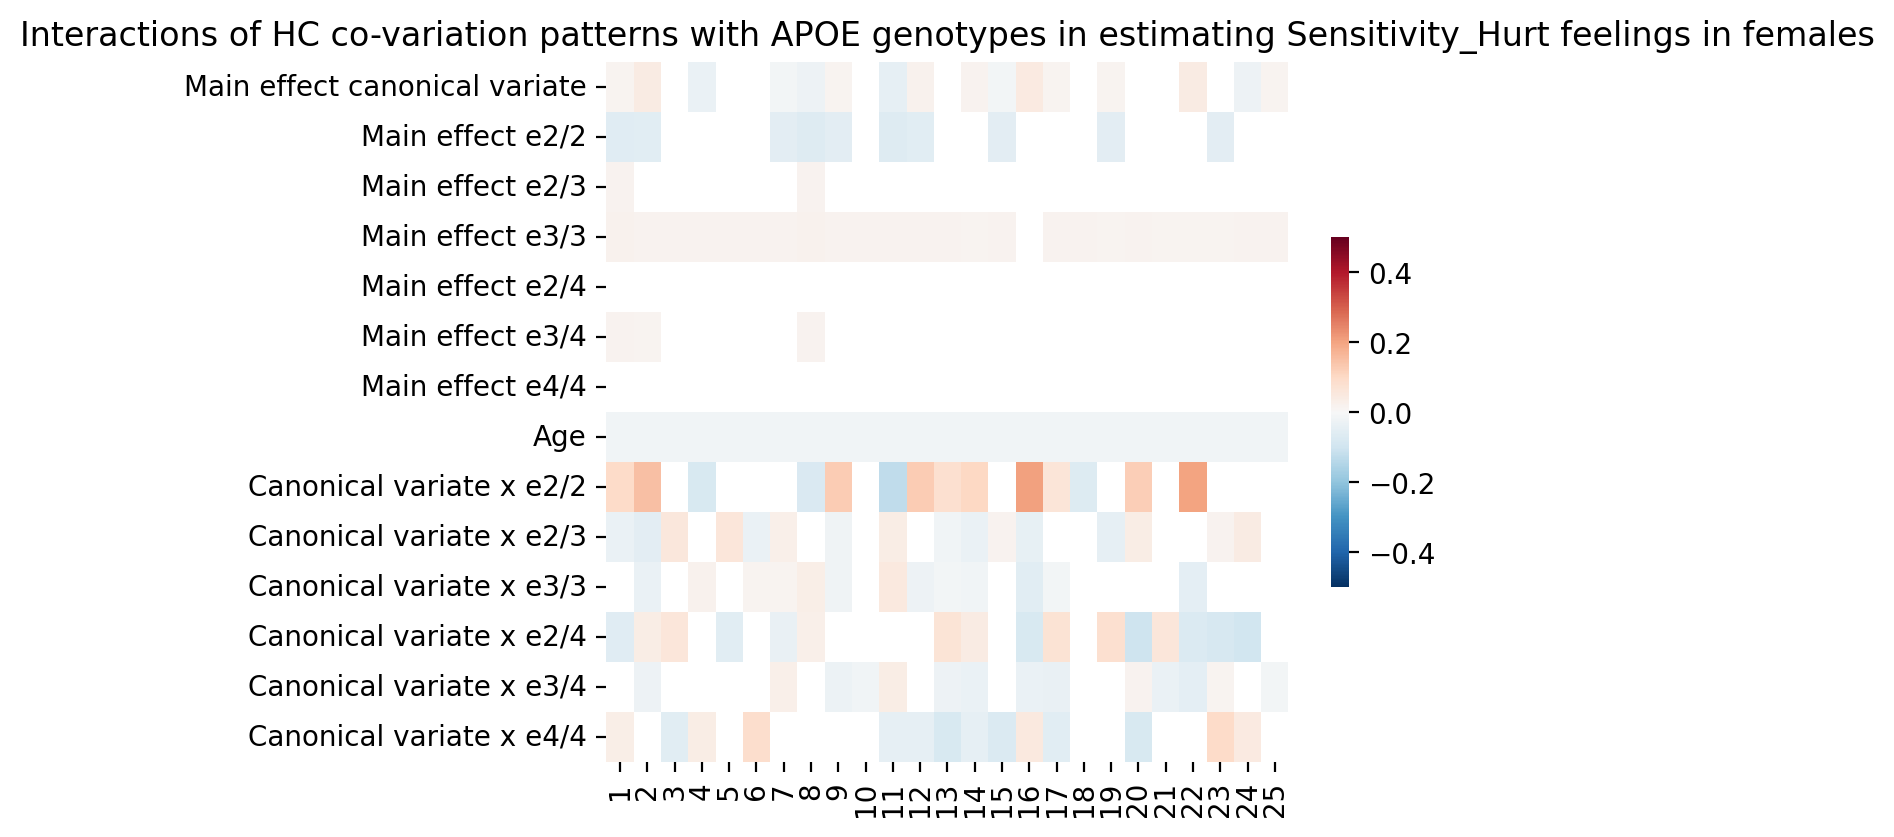 Interactions of HC co-variation patterns with APOE genotypes in estimating Sensitivity_Hurt feelings in females
Main effect canonical variate
Main effect e2/2
Main effect e2/3
Main effect e3/3
Main effect e2/4
Main effect e3/4
Main effect e4/4
Age
Canonical variate x e2/2
Canonical variate x e2/3
Canonical variate x e3/3
Canonical variate x e2/4
Canonical variate x e3/4
Canonical variate x e4/4
1 2 3 4 5 6 7 8 9 10 11 12 13 14 15 16 17 18 19 20 21 22 23 24 25
0.4
0.2
0.0
−0.2
−0.4